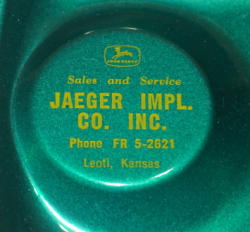 JOHN DEERE
Sales and Service
JAEGER IMPL.
CO. INC.
Phone FR 5-2621
Leoti, Kansas